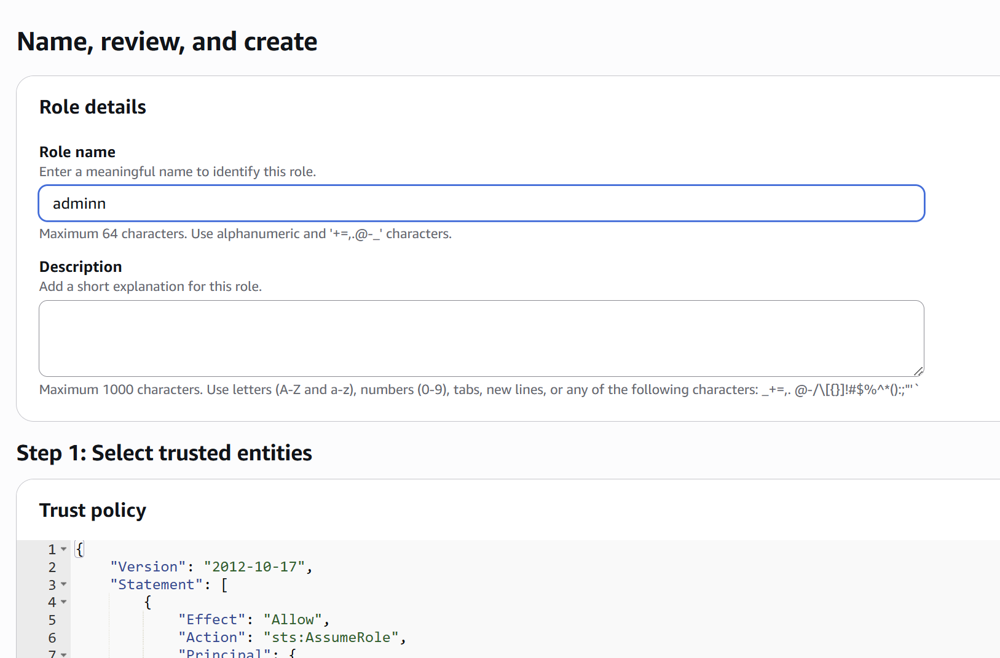 Name, review, and create
Role details
Role name
Enter a meaningful name to identify this role.
adminn
Maximum 64 characters. Use alphanumeric and '+=,.@-_' characters.
Description
Add a short explanation for this role.
Maximum 1000 characters. Use letters (A-Z and a-z), numbers (0-9), tabs, new lines, or any of the following characters: _+=,. @-/\[{}]!#$%^*():;"'`
Step 1: Select trusted entities
Trust policy
1 {
2 "Version": "2012-10-17",
3 "Statement": [
4 {
5 "Effect": "Allow",
6 "Action": "sts:AssumeRole",
7 "Principal": {